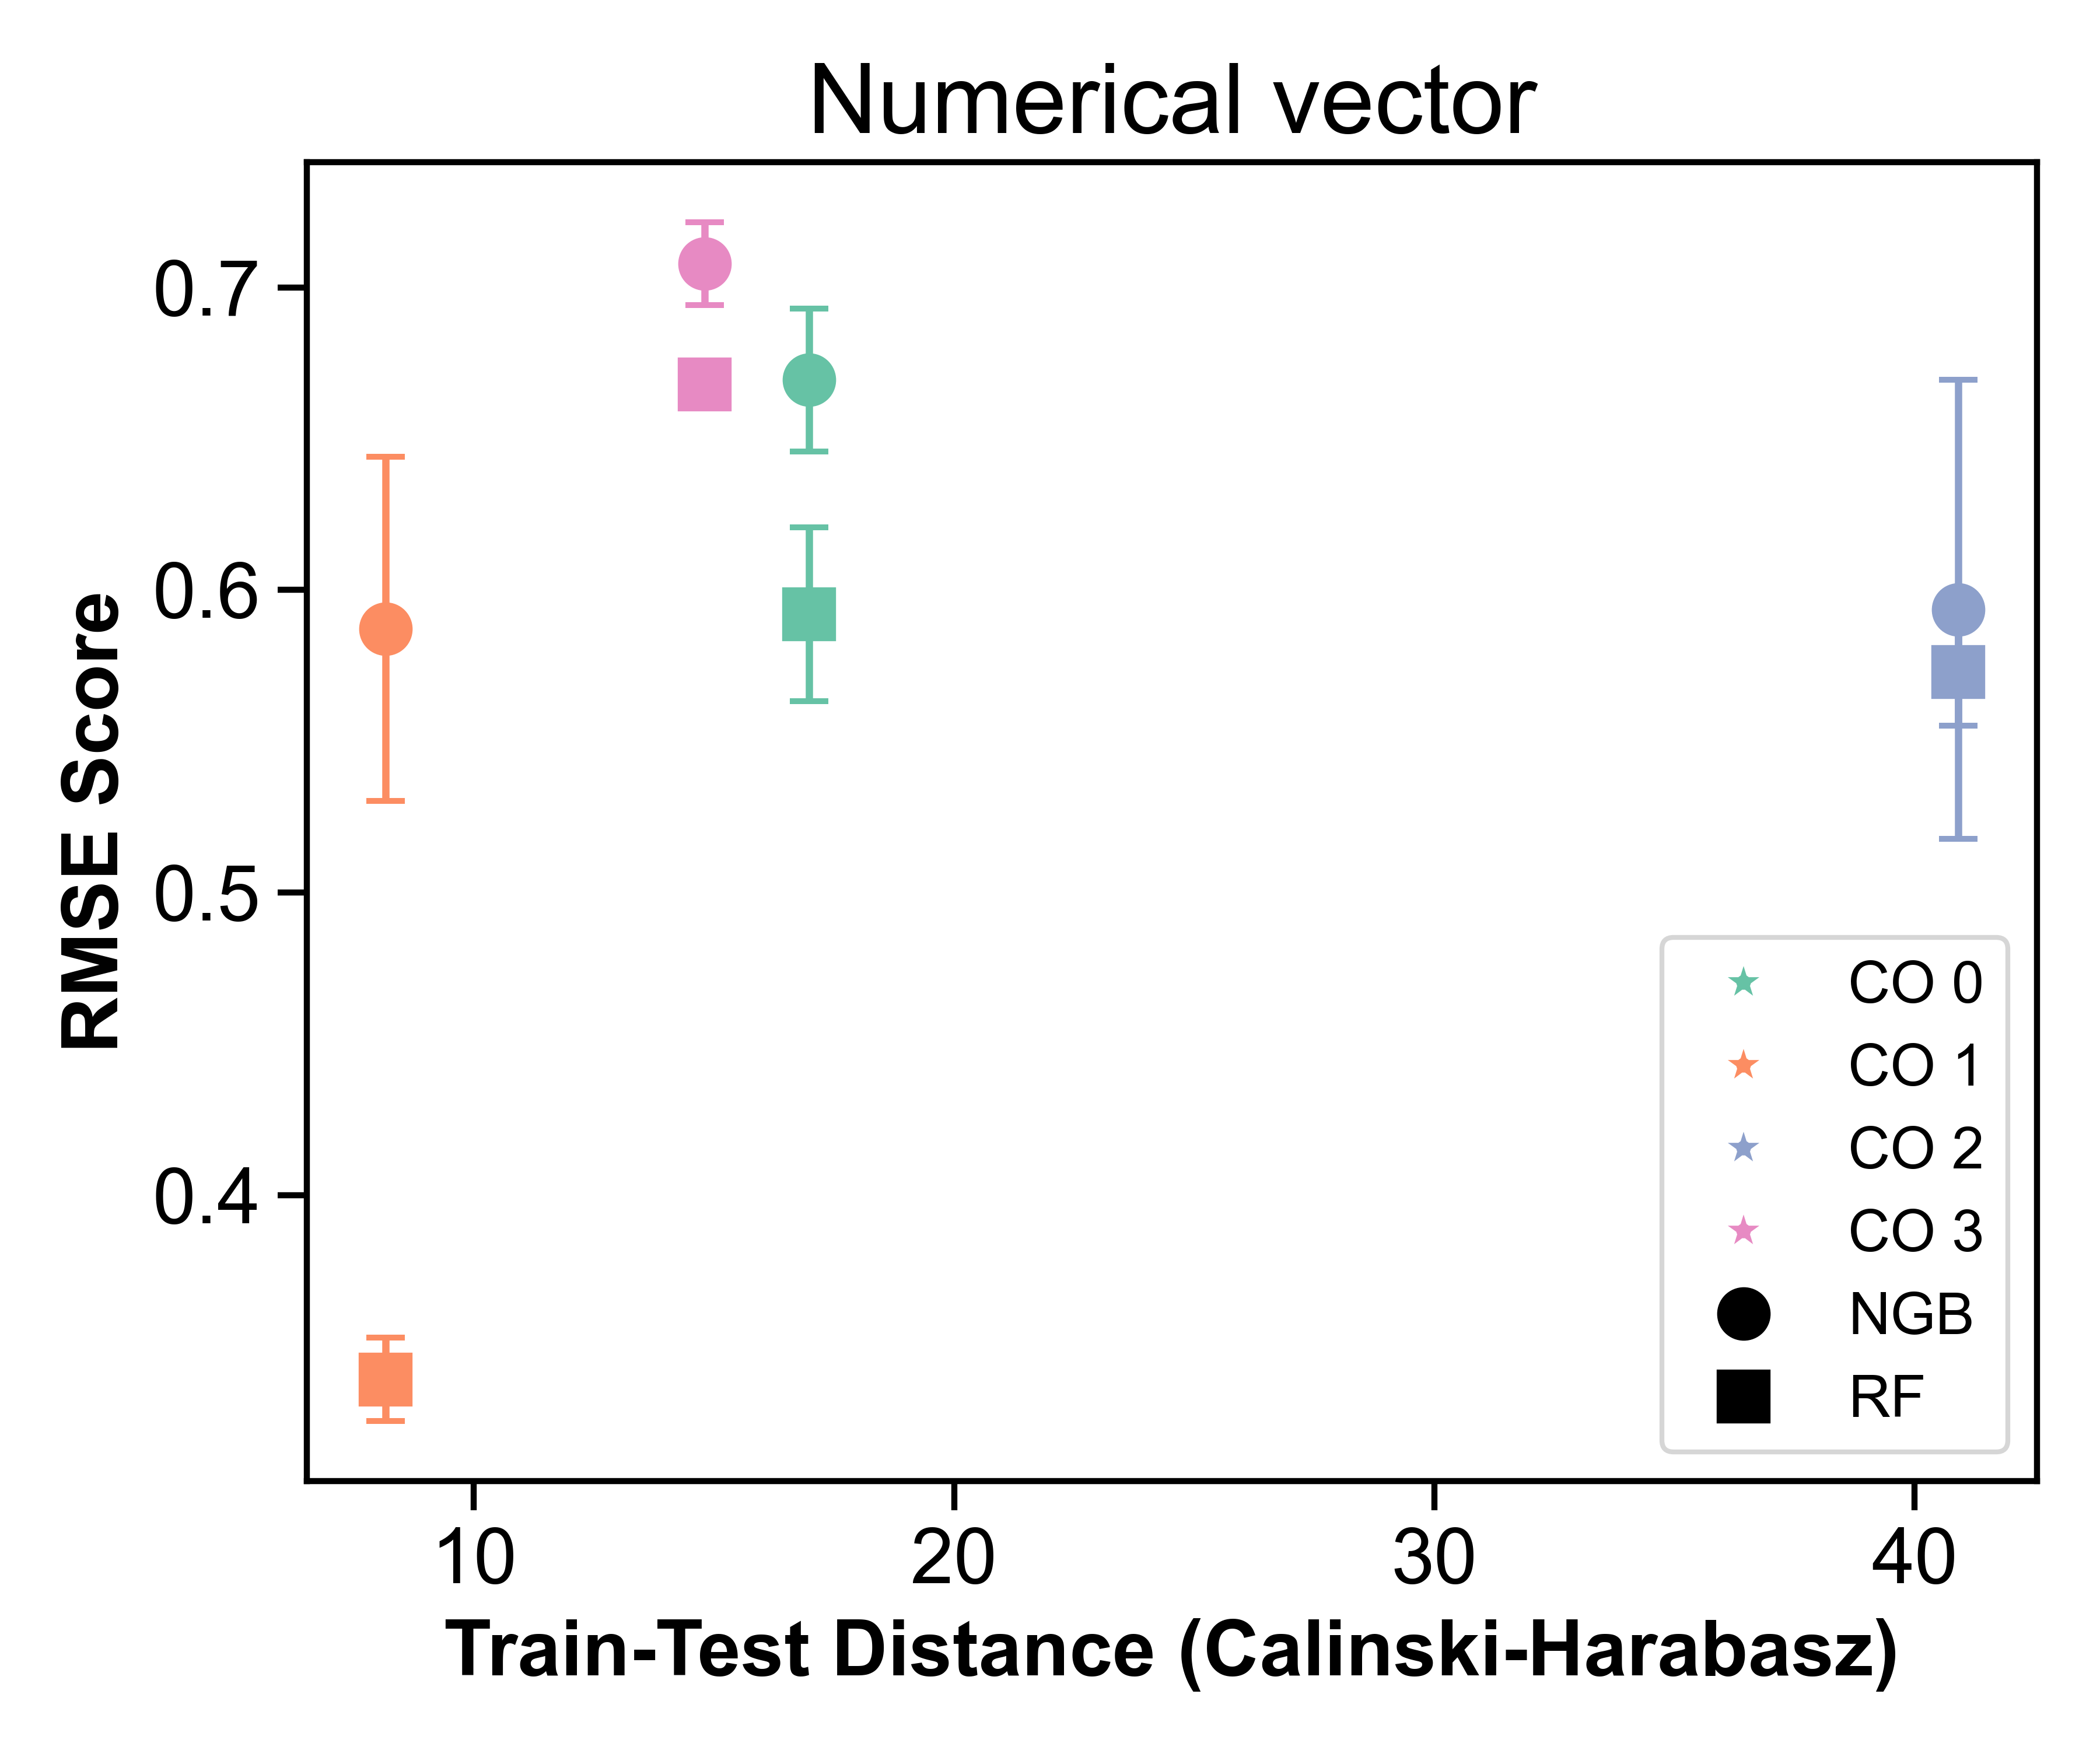 Numerical vector
RMSE Score
0.7
0.6
0.5
0.4
CO 0
CO 1
CO 2
CO 3
NGB
RF
10 20 30 40
Train-Test Distance (Calinski-Harabasz)